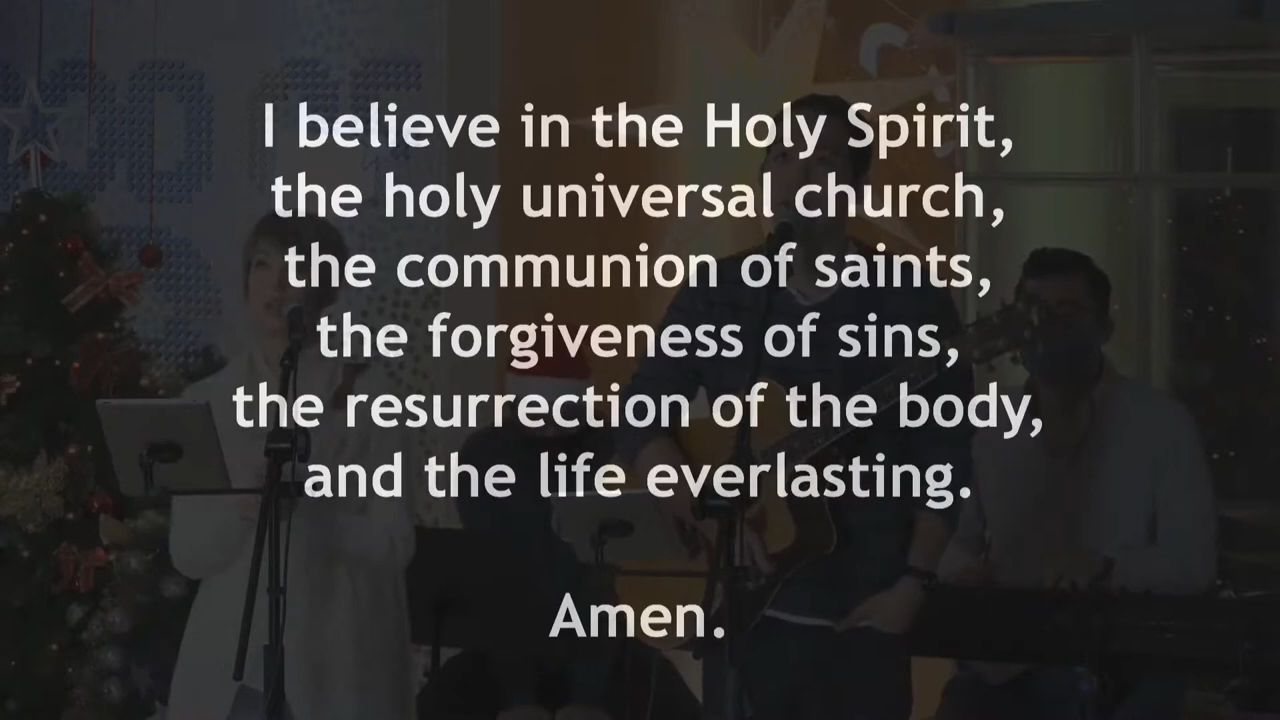 I believe in the Holy Spirit,
the holy universal church,
the communion of saints,
the forgiveness of sins,
the resurrection of the body,
and the life everlasting.
Amen.